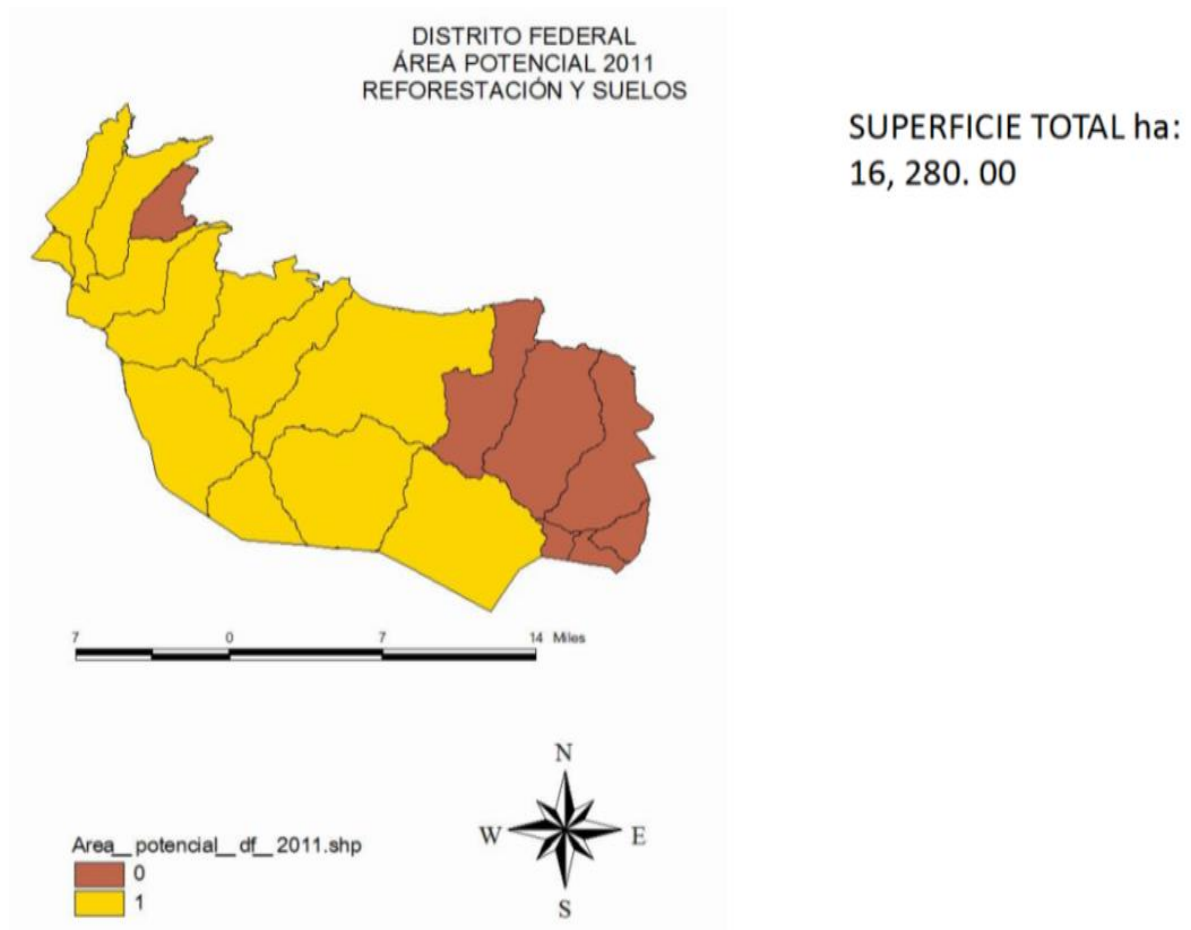 DISTRITO FEDERAL
ÁREA POTENCIAL 2011
REFORESTACIÓN Y SUELOS
SUPERFICIE TOTAL ha:
16, 280. 00
7 0 7 14 Miles
N
W E
S
Area__potencial__df__2011.shp
0
1